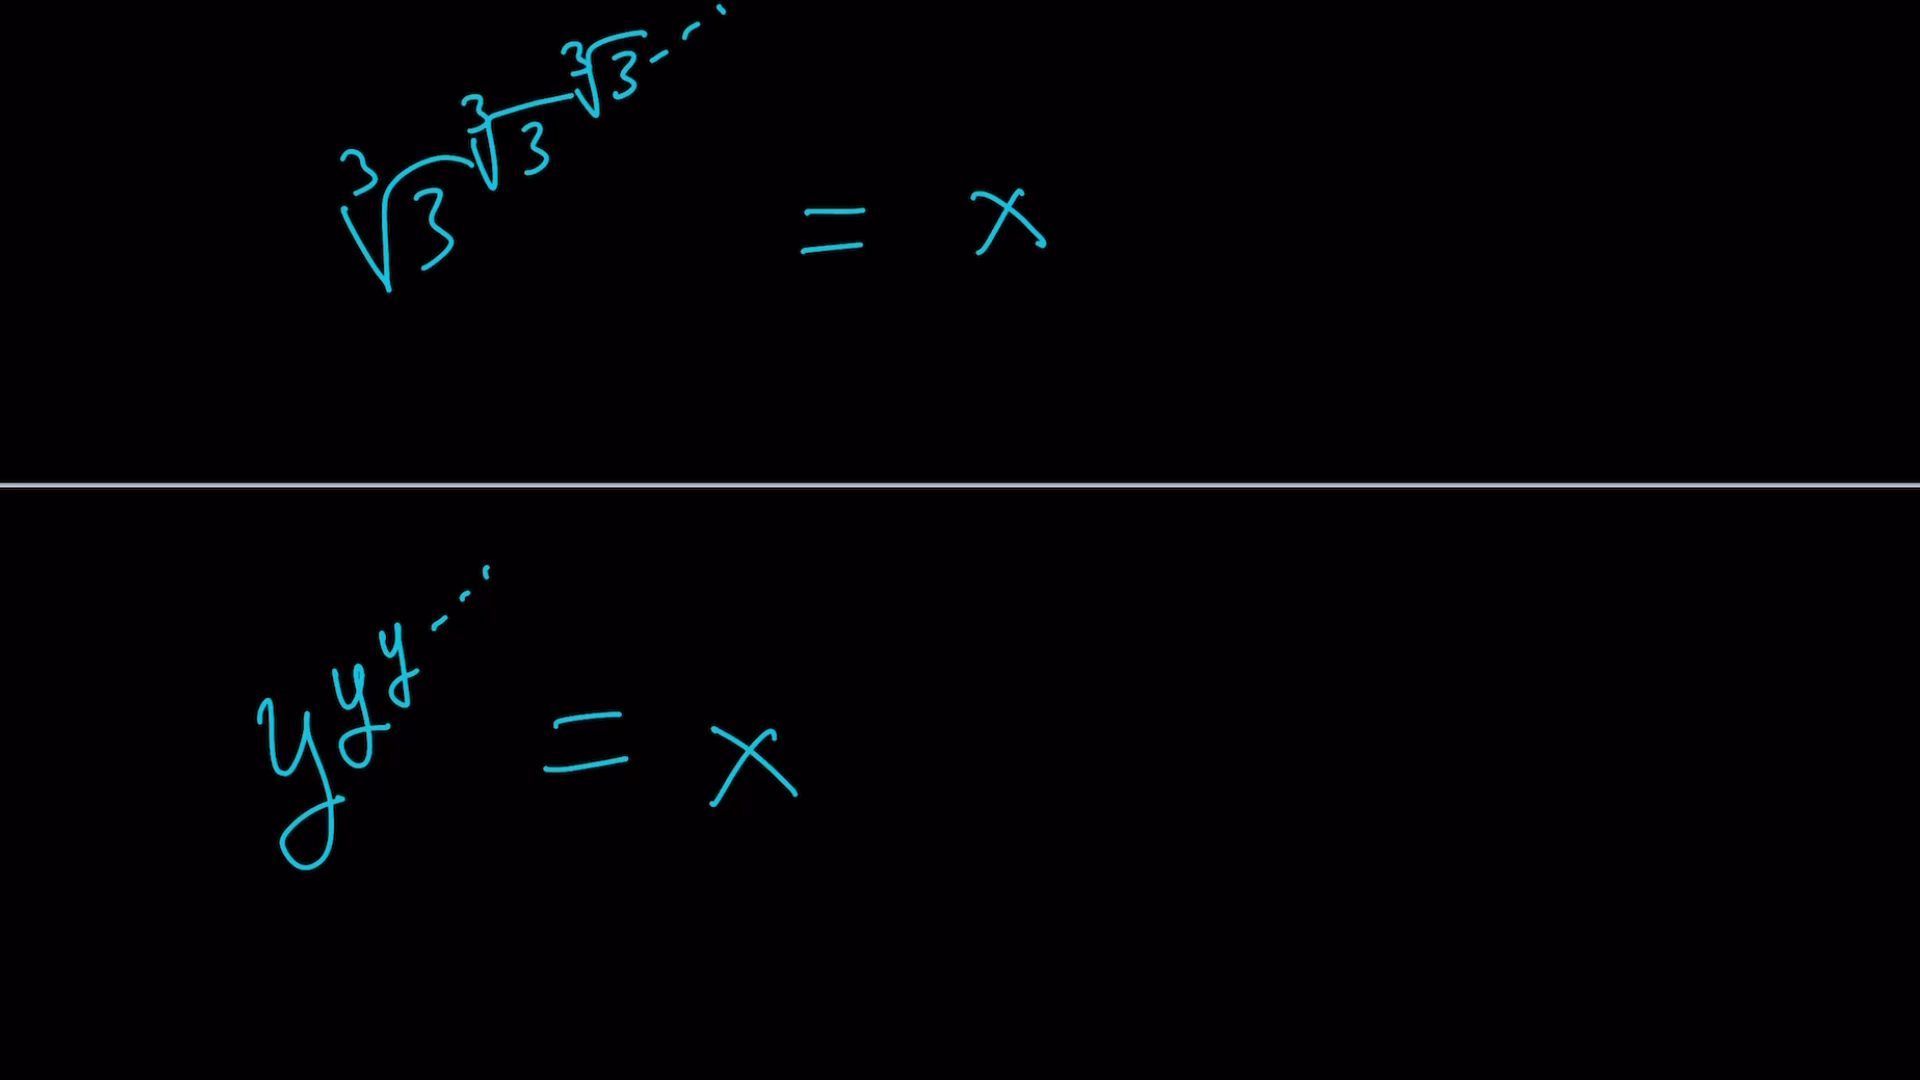 ∛3^∛3^∛3^... = x
y^y^y^... = x